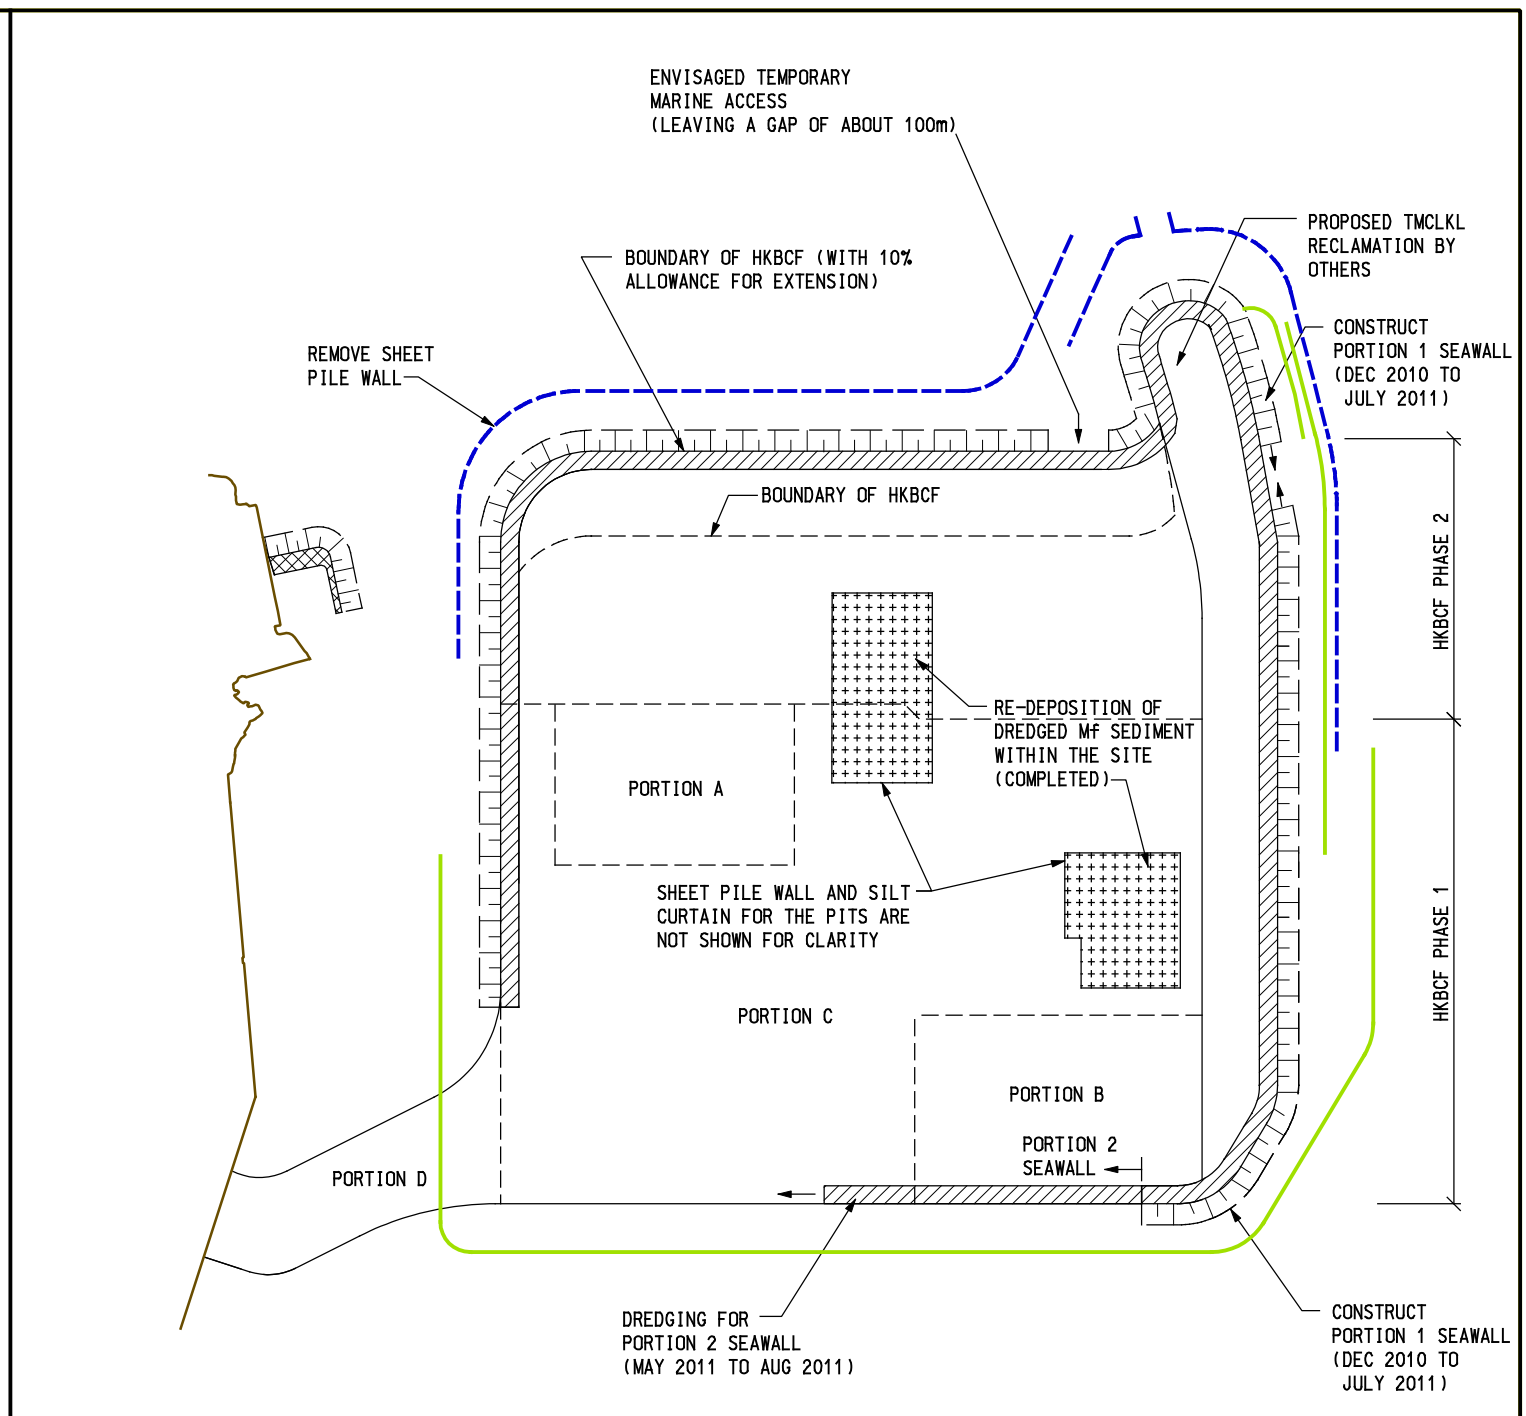 ENVISAGED TEMPORARY
MARINE ACCESS
(LEAVING A GAP OF ABOUT 100m)
PROPOSED TMCLKL
RECLAMATION BY
OTHERS
BOUNDARY OF HKBCF (WITH 10%
ALLOWANCE FOR EXTENSION)
CONSTRUCT
PORTION 1 SEAWALL
(DEC 2010 TO
JULY 2011)
REMOVE SHEET
PILE WALL
BOUNDARY OF HKBCF
HKBCF PHASE 2
RE-DEPOSITION OF
DREDGED Mf SEDIMENT
WITHIN THE SITE
(COMPLETED)
PORTION A
SHEET PILE WALL AND SILT
CURTAIN FOR THE PITS ARE
NOT SHOWN FOR CLARITY
HKBCF PHASE 1
PORTION C
PORTION B
PORTION 2
SEAWALL
PORTION D
DREDGING FOR
PORTION 2 SEAWALL
(MAY 2011 TO AUG 2011)
CONSTRUCT
PORTION 1 SEAWALL
(DEC 2010 TO
JULY 2011)